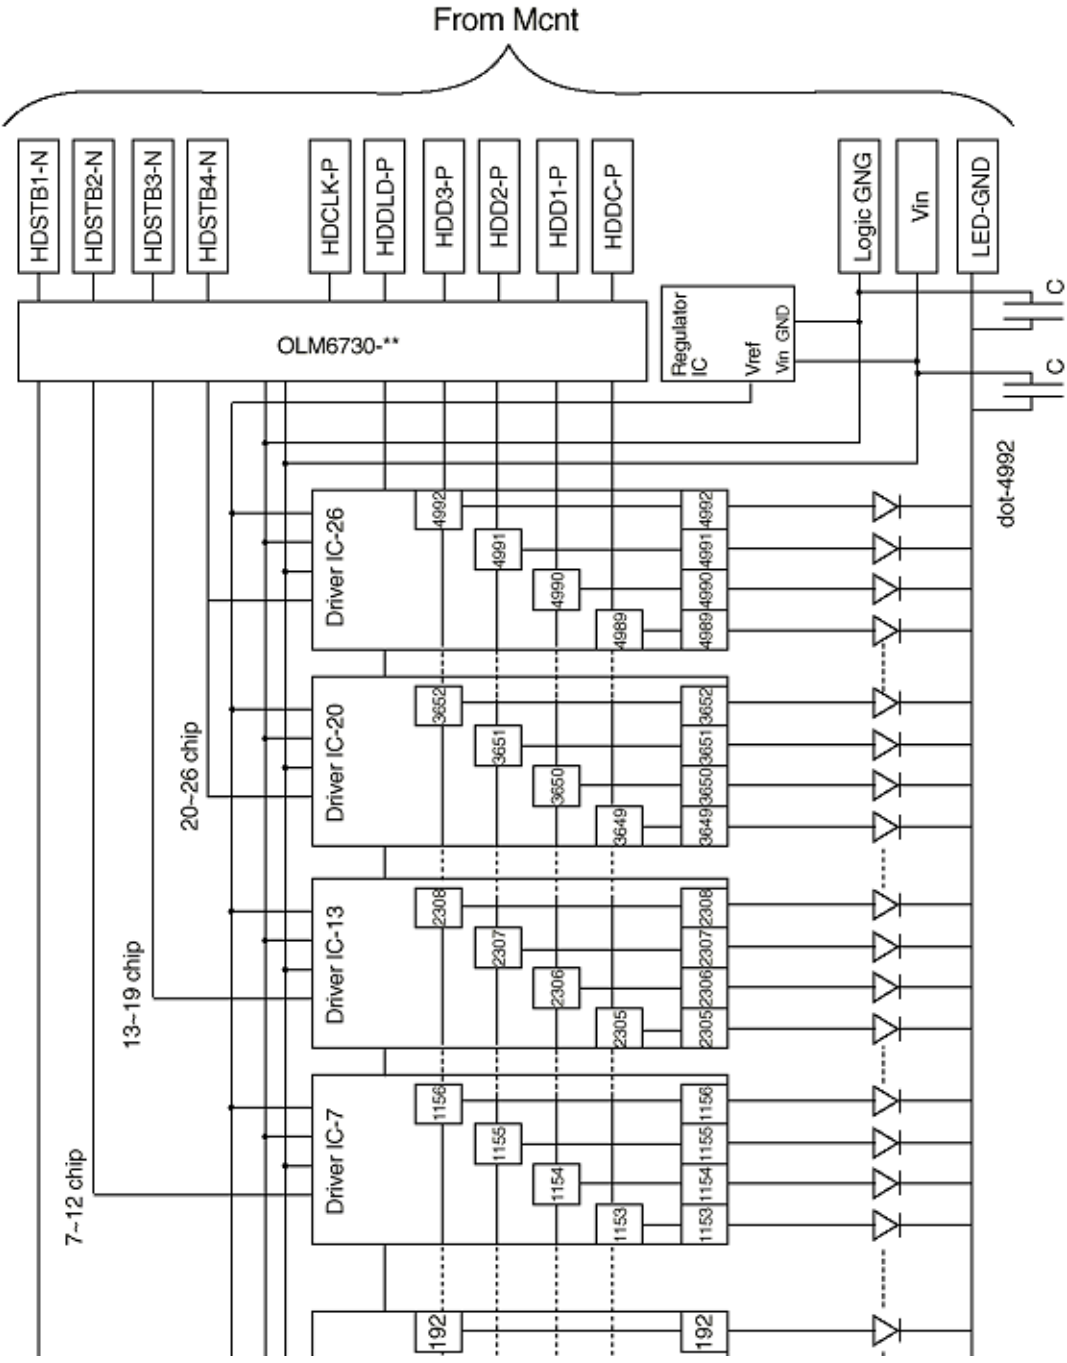 From Mcnt
HDSTB1-N
HDSTB2-N
HDSTB3-N
HDSTB4-N
HDCLK-P
HDDLD-P
HDD3-P
HDD2-P
HDD1-P
HDDC-P
Logic GNG
Vin
LED-GND
C
C
OLM6730-**
Regulator
IC
Vref
Vin
GND
dot-4992
Driver IC-26
4992
4991
4990
4989
4992
4991
4990
4989
20~26 chip
Driver IC-20
3652
3651
3650
3649
3652
3651
3650
3649
13~19 chip
Driver IC-13
2308
2307
2306
2305
2308
2307
2306
2305
7~12 chip
Driver IC-7
1156
1155
1154
1153
1156
1155
1154
1153
192
192